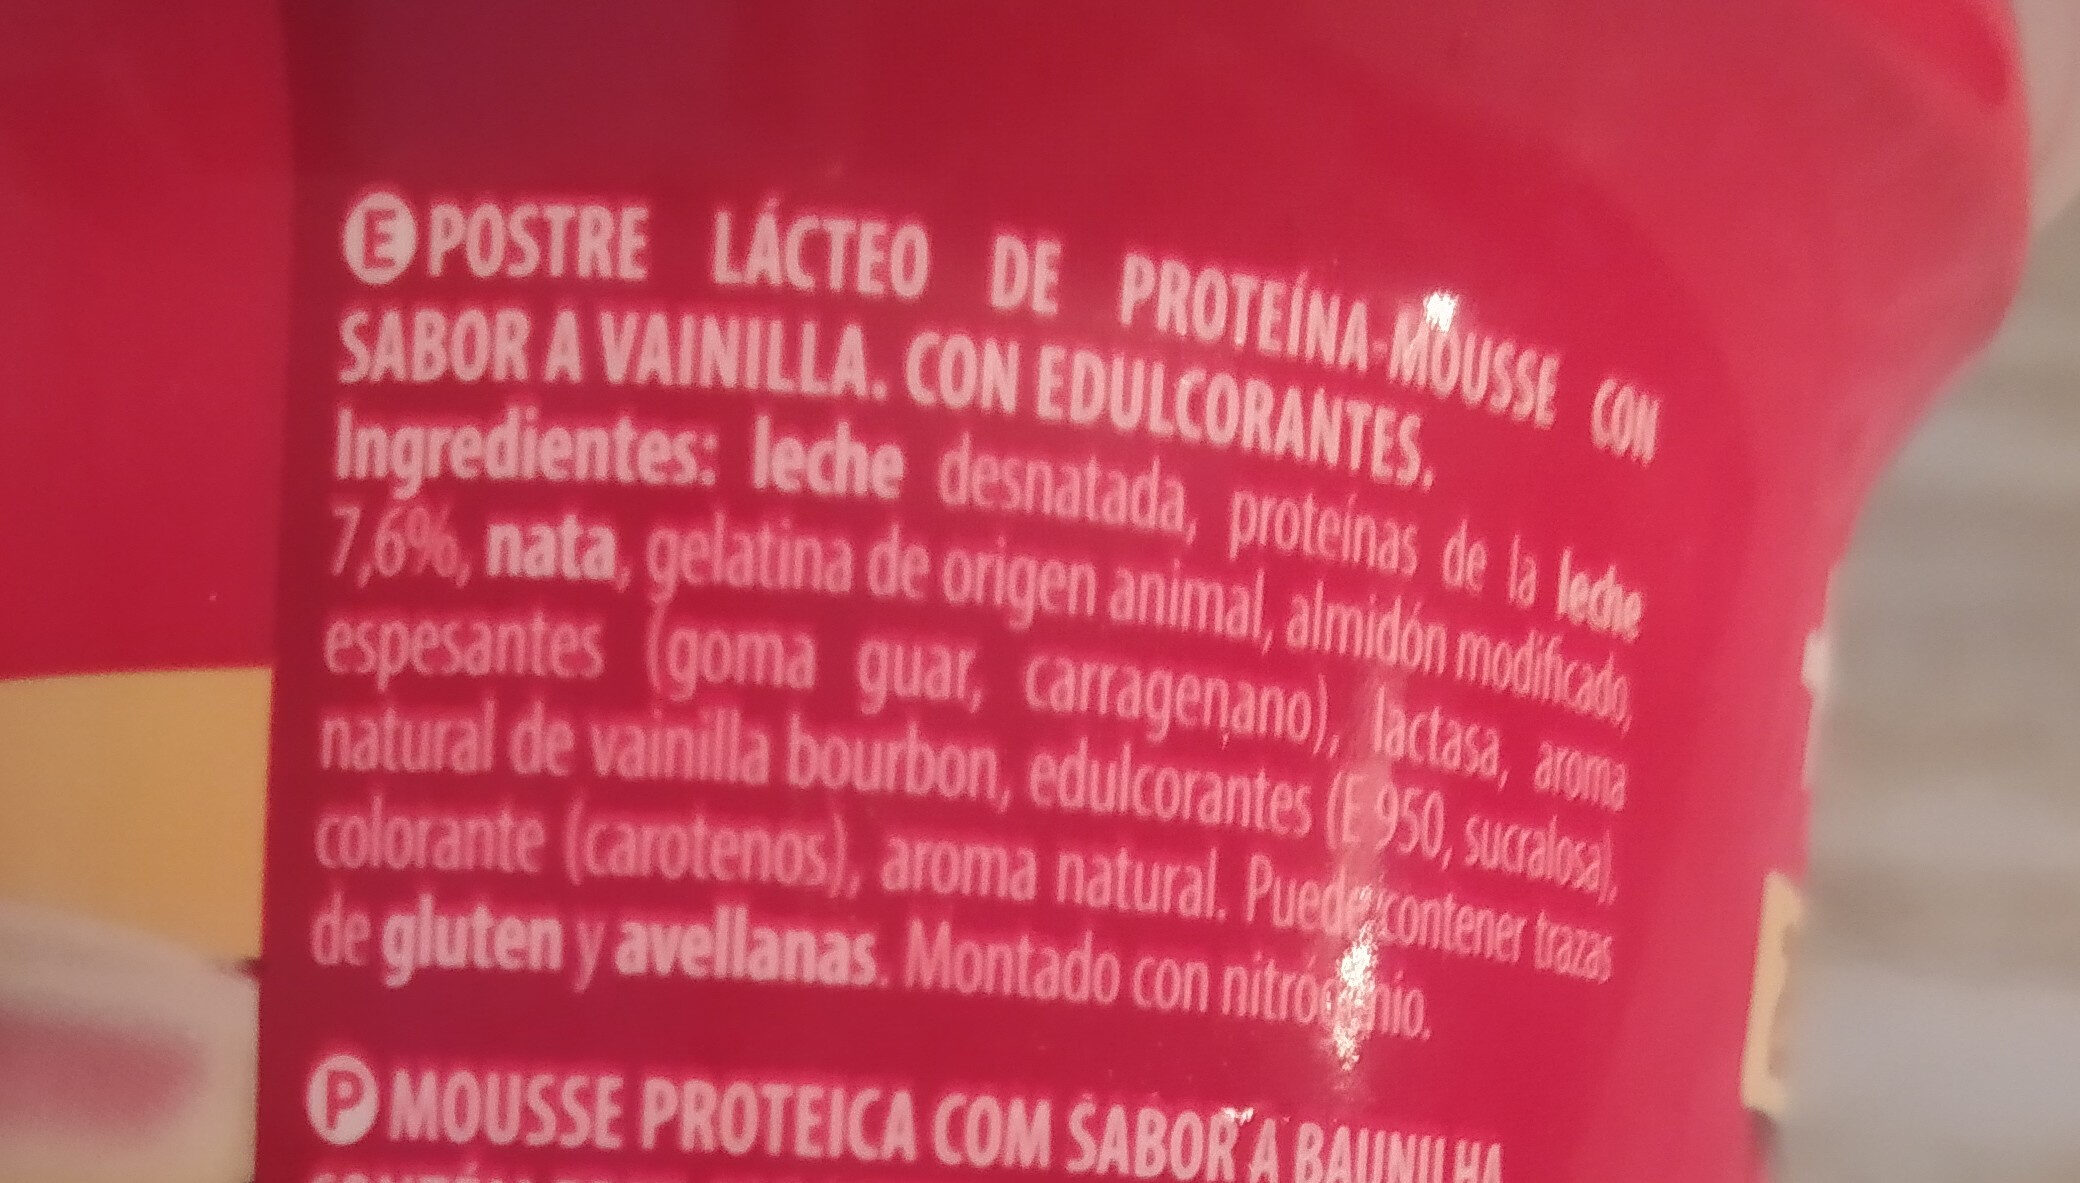 E POSTRE LÁCTEO DE PROTEÍNA-MOUSSE CON
SABOR A VAINILLA. CON EDULCORANTES.
Ingredientes: leche desnatada, proteínas de la leche
7,6%, nata, gelatina de origen animal, almidón modificado,
espesantes (goma guar, carragenano), lactasa, aroma
natural de vainilla bourbon, edulcorantes (E 950, sucralosa),
colorante (carotenos), aroma natural. Puede contener trazas
de gluten y avellanas. Montado con nitrógenio.
P MOUSSE PROTEICA COM SABOR A BAUNILHA